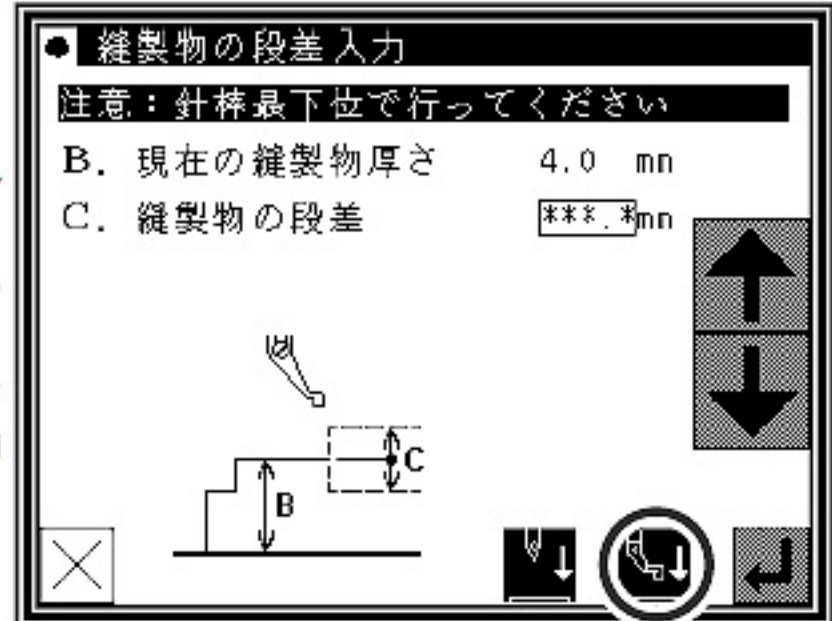 縫製物の段差入力
注意：針棒最下位で行ってください
B. 現在の縫製物厚さ 4.0 mm
C. 縫製物の段差 ***.*mm
C
B